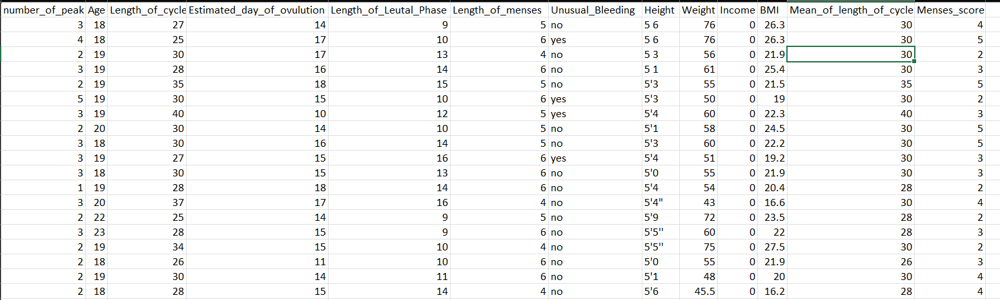 number_of_peak Age Length_of_cycle Estimated_day_of_ovulution Length_of_Leutal_Phase Length_of_menses Unusual_Bleeding Height Weight Income BMI Mean_of_length_of_cycle Menses_score
3 18 27 14 9 5 no 5 6 76 0 26.3 30 4
4 18 25 17 10 6 yes 5 6 76 0 26.3 30 5
2 19 30 17 13 4 no 5 3 56 0 21.9 30 2
3 19 28 16 14 6 no 5 1 61 0 25.4 30 3
2 19 35 18 15 5 no 5'3 55 0 21.5 35 5
5 19 30 15 10 6 yes 5'3 50 0 19 30 2
3 19 40 10 12 5 yes 5'4 60 0 22.3 40 3
2 20 30 14 10 5 no 5'1 58 0 24.5 30 5
3 18 30 16 14 5 no 5'3 60 0 22.2 30 5
3 19 27 15 16 6 yes 5'4 51 0 19.2 30 3
3 18 30 15 13 6 no 5'0 55 0 21.9 30 3
1 19 28 18 14 6 no 5'4 54 0 20.4 28 2
3 20 37 17 16 4 no 5'4" 43 0 16.6 30 4
2 22 25 14 9 5 no 5'9 72 0 23.5 28 2
3 23 28 15 9 6 no 5'5'' 60 0 22 28 3
2 19 34 15 10 4 no 5'5'' 75 0 27.5 30 2
2 18 26 11 10 6 no 5'0 55 0 21.9 26 3
2 19 30 14 11 6 no 5'1 48 0 20 30 4
2 18 28 15 14 4 no 5'6 45.5 0 16.2 28 4